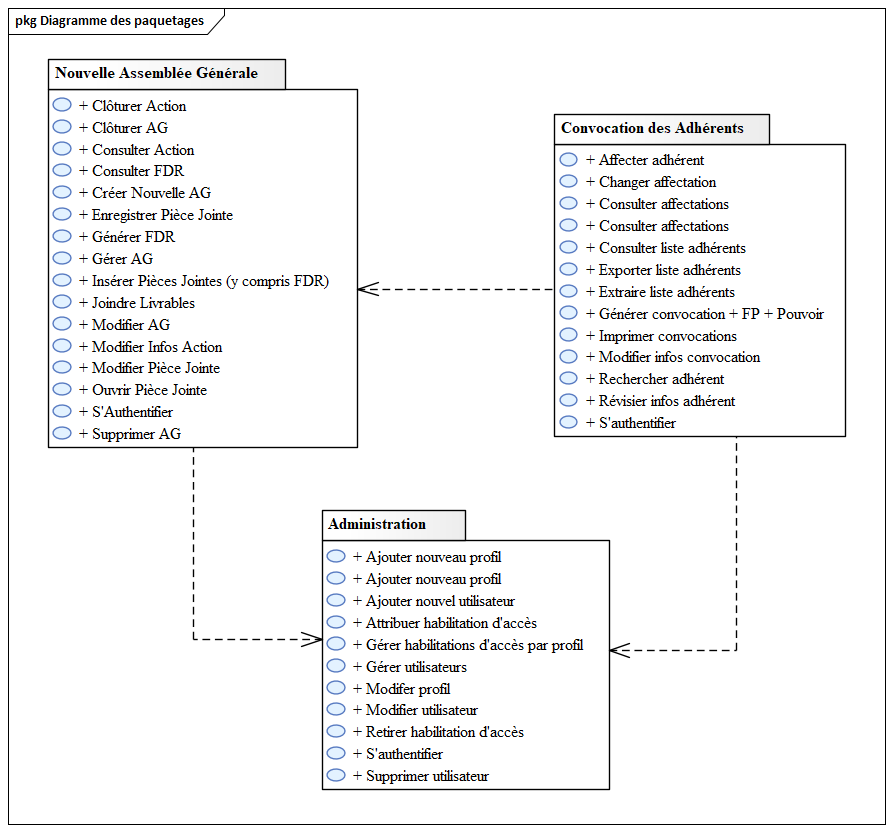 pkg Diagramme des paquetages
Nouvelle Assemblée Générale
+ Clôturer Action
+ Clôturer AG
+ Consulter Action
+ Consulter FDR
+ Créer Nouvelle AG
+ Enregistrer Pièce Jointe
+ Générer FDR
+ Gérer AG
+ Insérer Pièces Jointes (y compris FDR)
+ Joindre Livrables
+ Modifier AG
+ Modifier Infos Action
+ Modifier Pièce Jointe
+ Ouvrir Pièce Jointe
+ S'Authentifier
+ Supprimer AG
Convocation des Adhérents
+ Affecter adhérent
+ Changer affectation
+ Consulter affectations
+ Consulter affectations
+ Consulter liste adhérents
+ Exporter liste adhérents
+ Extraire liste adhérents
+ Générer convocation + FP + Pouvoir
+ Imprimer convocations
+ Modifier infos convocation
+ Rechercher adhérent
+ Révisier infos adhérent
+ S'authentifier
Administration
+ Ajouter nouveau profil
+ Ajouter nouveau profil
+ Ajouter nouvel utilisateur
+ Attribuer habilitation d'accès
+ Gérer habilitations d'accès par profil
+ Gérer utilisateurs
+ Modifer profil
+ Modifier utilisateur
+ Retirer habilitation d'accès
+ S'authentifier
+ Supprimer utilisateur